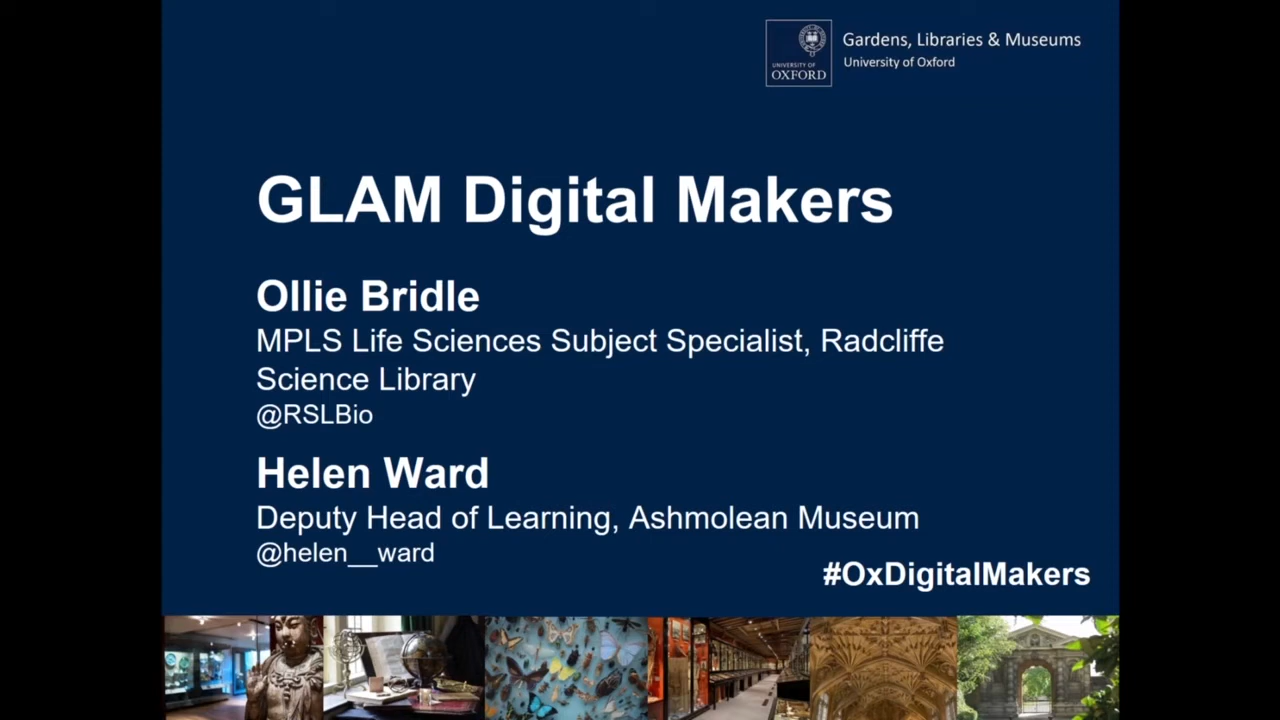 UNIVERSITY OF
OXFORD
Gardens, Libraries & Museums
University of Oxford
GLAM Digital Makers
Ollie Bridle
MPLS Life Sciences Subject Specialist, Radcliffe
Science Library
@RSLBio
Helen Ward
Deputy Head of Learning, Ashmolean Museum
@helen__ward
#OxDigitalMakers